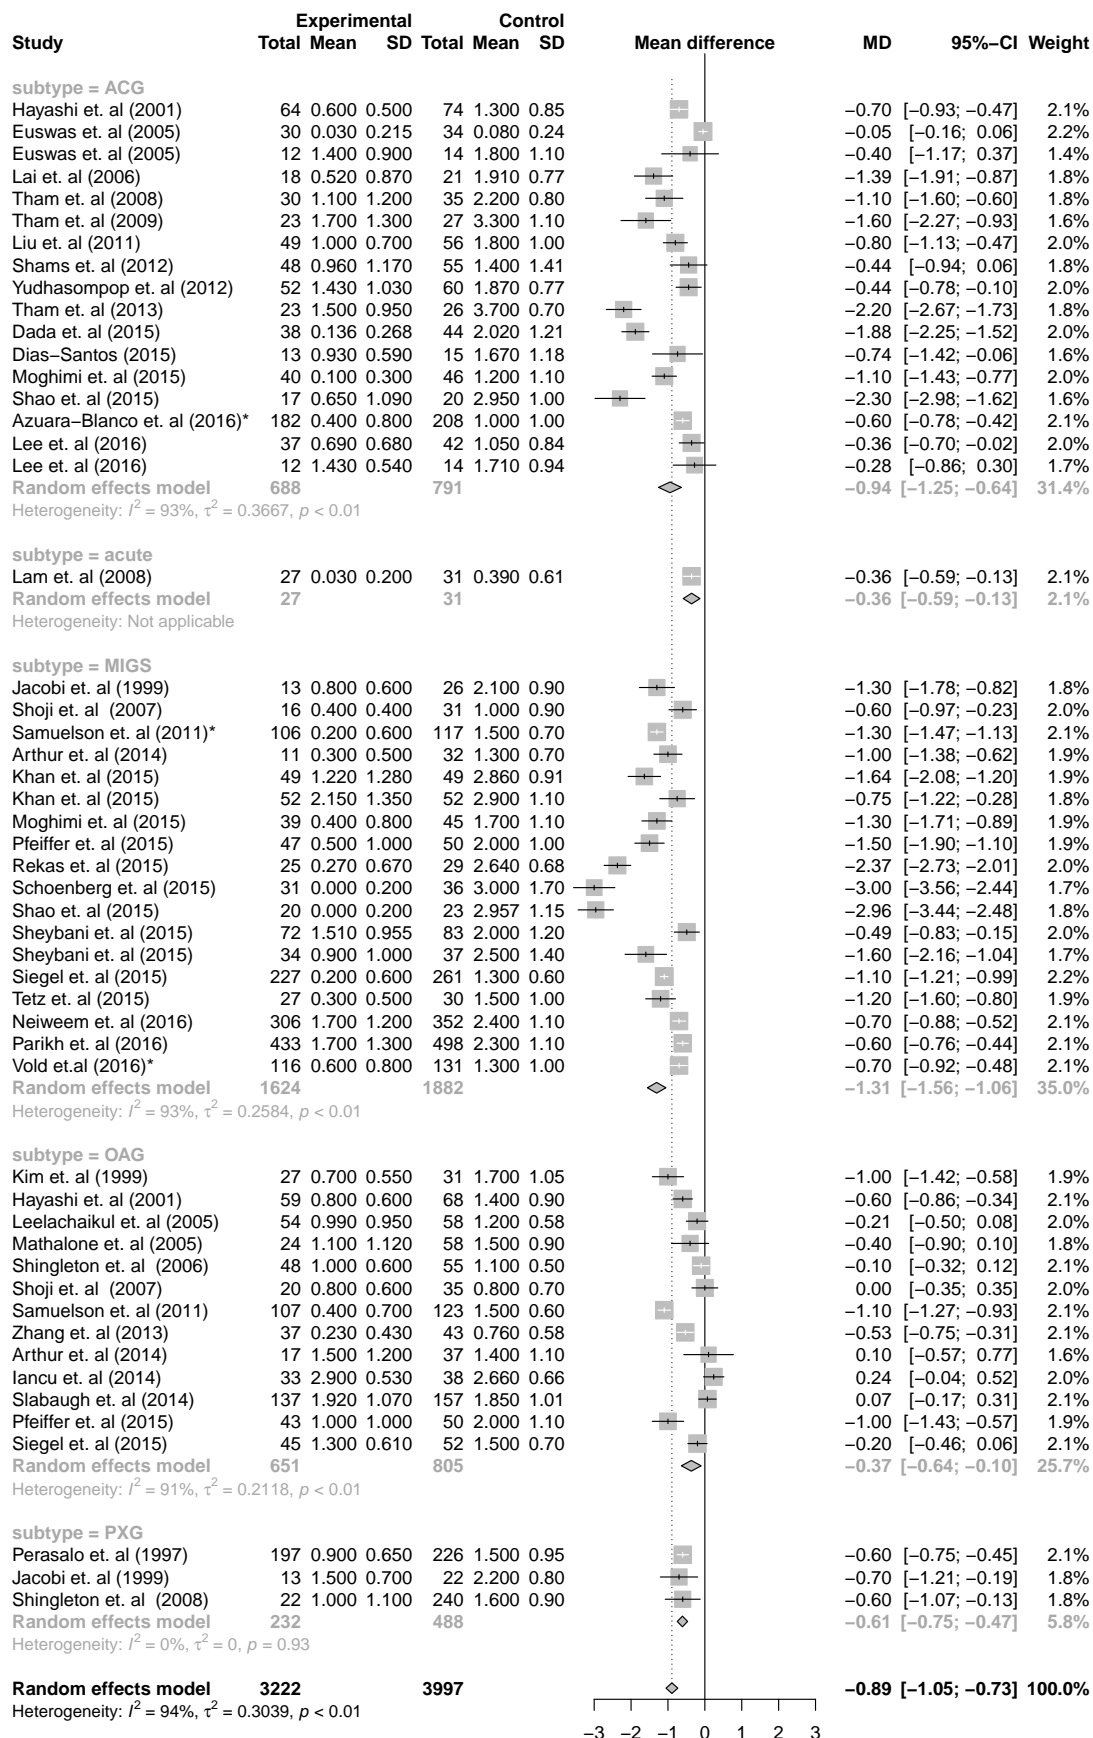 Experimental Control
Study Total Mean SD Total Mean SD Mean difference MD 95%−CI Weight
subtype = ACG
Hayashi et. al (2001) 64 0.600 0.500 74 1.300 0.85 −0.70 [−0.93; −0.47] 2.1%
Euswas et. al (2005) 30 0.030 0.215 34 0.080 0.24 −0.05 [−0.16; 0.06] 2.2%
Euswas et. al (2005) 12 1.400 0.900 14 1.800 1.10 −0.40 [−1.17; 0.37] 1.4%
Lai et. al (2006) 18 0.520 0.870 21 1.910 0.77 −1.39 [−1.91; −0.87] 1.8%
Tham et. al (2008) 30 1.100 1.200 35 2.200 0.80 −1.10 [−1.60; −0.60] 1.8%
Tham et. al (2009) 23 1.700 1.300 27 3.300 1.10 −1.60 [−2.27; −0.93] 1.6%
Liu et. al (2011) 49 1.000 0.700 56 1.800 1.00 −0.80 [−1.13; −0.47] 2.0%
Shams et. al (2012) 48 0.960 1.170 55 1.400 1.41 −0.44 [−0.94; 0.06] 1.8%
Yudhasompop et. al (2012) 52 1.430 1.030 60 1.870 0.77 −0.44 [−0.78; −0.10] 2.0%
Tham et. al (2013) 23 1.500 0.950 26 3.700 0.70 −2.20 [−2.67; −1.73] 1.8%
Dada et. al (2015) 38 0.136 0.268 44 2.020 1.21 −1.88 [−2.25; −1.52] 2.0%
Dias−Santos (2015) 13 0.930 0.590 15 1.670 1.18 −0.74 [−1.42; −0.06] 1.6%
Moghimi et. al (2015) 40 0.100 0.300 46 1.200 1.10 −1.10 [−1.43; −0.77] 2.0%
Shao et. al (2015) 17 0.650 1.090 20 2.950 1.00 −2.30 [−2.98; −1.62] 1.6%
Azuara−Blanco et. al (2016)* 182 0.400 0.800 208 1.000 1.00 −0.60 [−0.78; −0.42] 2.1%
Lee et. al (2016) 37 0.690 0.680 42 1.050 0.84 −0.36 [−0.70; −0.02] 2.0%
Lee et. al (2016) 12 1.430 0.540 14 1.710 0.94 −0.28 [−0.86; 0.30] 1.7%
Random effects model 688 791 −0.94 [−1.25; −0.64] 31.4%
Heterogeneity: I² = 93%, τ² = 0.3667, p < 0.01
subtype = acute
Lam et. al (2008) 27 0.030 0.200 31 0.390 0.61 −0.36 [−0.59; −0.13] 2.1%
Random effects model 27 31 −0.36 [−0.59; −0.13] 2.1%
Heterogeneity: Not applicable
subtype = MIGS
Jacobi et. al (1999) 13 0.800 0.600 26 2.100 0.90 −1.30 [−1.78; −0.82] 1.8%
Shoji et. al (2007) 16 0.400 0.400 31 1.000 0.90 −0.60 [−0.97; −0.23] 2.0%
Samuelson et. al (2011)* 106 0.200 0.600 117 1.500 0.70 −1.30 [−1.47; −1.13] 2.1%
Arthur et. al (2014) 11 0.300 0.500 32 1.300 0.70 −1.00 [−1.38; −0.62] 1.9%
Khan et. al (2015) 49 1.220 1.280 49 2.860 0.91 −1.64 [−2.08; −1.20] 1.9%
Khan et. al (2015) 52 2.150 1.350 52 2.900 1.10 −0.75 [−1.22; −0.28] 1.8%
Moghimi et. al (2015) 39 0.400 0.800 45 1.700 1.10 −1.30 [−1.71; −0.89] 1.9%
Pfeiffer et. al (2015) 47 0.500 1.000 50 2.000 1.00 −1.50 [−1.90; −1.10] 1.9%
Rekas et. al (2015) 25 0.270 0.670 29 2.640 0.68 −2.37 [−2.73; −2.01] 2.0%
Schoenberg et. al (2015) 31 0.000 0.200 36 3.000 1.70 −3.00 [−3.56; −2.44] 1.7%
Shao et. al (2015) 20 0.000 0.200 23 2.957 1.15 −2.96 [−3.44; −2.48] 1.8%
Sheybani et. al (2015) 72 1.510 0.955 83 2.000 1.20 −0.49 [−0.83; −0.15] 2.0%
Sheybani et. al (2015) 34 0.900 1.000 37 2.500 1.40 −1.60 [−2.16; −1.04] 1.7%
Siegel et. al (2015) 227 0.200 0.600 261 1.300 0.60 −1.10 [−1.21; −0.99] 2.2%
Tetz et. al (2015) 27 0.300 0.500 30 1.500 1.00 −1.20 [−1.60; −0.80] 1.9%
Neiweem et. al (2016) 306 1.700 1.200 352 2.400 1.10 −0.70 [−0.88; −0.52] 2.1%
Parikh et. al (2016) 433 1.700 1.300 498 2.300 1.10 −0.60 [−0.76; −0.44] 2.1%
Vold et.al (2016)* 116 0.600 0.800 131 1.300 1.00 −0.70 [−0.92; −0.48] 2.1%
Random effects model 1624 1882 −1.31 [−1.56; −1.06] 35.0%
Heterogeneity: I² = 93%, τ² = 0.2584, p < 0.01
subtype = OAG
Kim et. al (1999) 27 0.700 0.550 31 1.700 1.05 −1.00 [−1.42; −0.58] 1.9%
Hayashi et. al (2001) 59 0.800 0.600 68 1.400 0.90 −0.60 [−0.86; −0.34] 2.1%
Leelachaikul et. al (2005) 54 0.990 0.950 58 1.200 0.58 −0.21 [−0.50; 0.08] 2.0%
Mathalone et. al (2005) 24 1.100 1.120 58 1.500 0.90 −0.40 [−0.90; 0.10] 1.8%
Shingleton et. al (2006) 48 1.000 0.600 55 1.100 0.50 −0.10 [−0.32; 0.12] 2.1%
Shoji et. al (2007) 20 0.800 0.600 35 0.800 0.70 0.00 [−0.35; 0.35] 2.0%
Samuelson et. al (2011) 107 0.400 0.700 123 1.500 0.60 −1.10 [−1.27; −0.93] 2.1%
Zhang et. al (2013) 37 0.230 0.430 43 0.760 0.58 −0.53 [−0.75; −0.31] 2.1%
Arthur et. al (2014) 17 1.500 1.200 37 1.400 1.10 0.10 [−0.57; 0.77] 1.6%
Iancu et. al (2014) 33 2.900 0.530 38 2.660 0.66 0.24 [−0.04; 0.52] 2.0%
Slabaugh et. al (2014) 137 1.920 1.070 157 1.850 1.01 0.07 [−0.17; 0.31] 2.1%
Pfeiffer et. al (2015) 43 1.000 1.000 50 2.000 1.10 −1.00 [−1.43; −0.57] 1.9%
Siegel et. al (2015) 45 1.300 0.610 52 1.500 0.70 −0.20 [−0.46; 0.06] 2.1%
Random effects model 651 805 −0.37 [−0.64; −0.10] 25.7%
Heterogeneity: I² = 91%, τ² = 0.2118, p < 0.01
subtype = PXG
Perasalo et. al (1997) 197 0.900 0.650 226 1.500 0.95 −0.60 [−0.75; −0.45] 2.1%
Jacobi et. al (1999) 13 1.500 0.700 22 2.200 0.80 −0.70 [−1.21; −0.19] 1.8%
Shingleton et. al (2008) 22 1.000 1.100 240 1.600 0.90 −0.60 [−1.07; −0.13] 1.8%
Random effects model 232 488 −0.61 [−0.75; −0.47] 5.8%
Heterogeneity: I² = 0%, τ² = 0, p = 0.93
Random effects model 3222 3997 −0.89 [−1.05; −0.73] 100.0%
Heterogeneity: I² = 94%, τ² = 0.3039, p < 0.01
−3 −2 −1 0 1 2 3